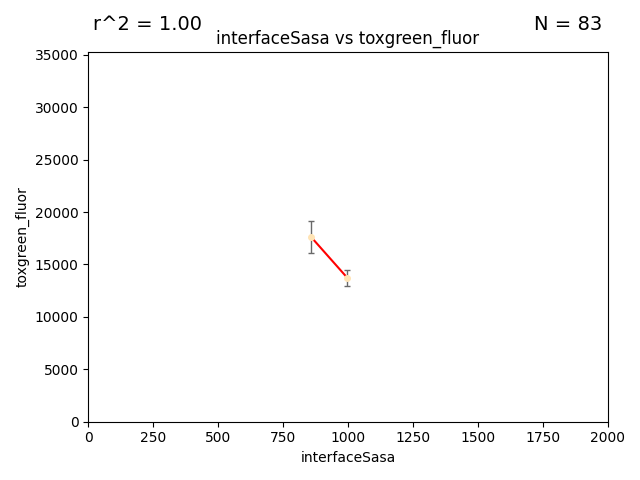 r^2 = 1.00
N = 83
interfaceSasa vs toxgreen_fluor
35000
30000
25000
20000
15000
10000
5000
0
toxgreen_fluor
0 250 500 750 1000 1250 1500 1750 2000
interfaceSasa